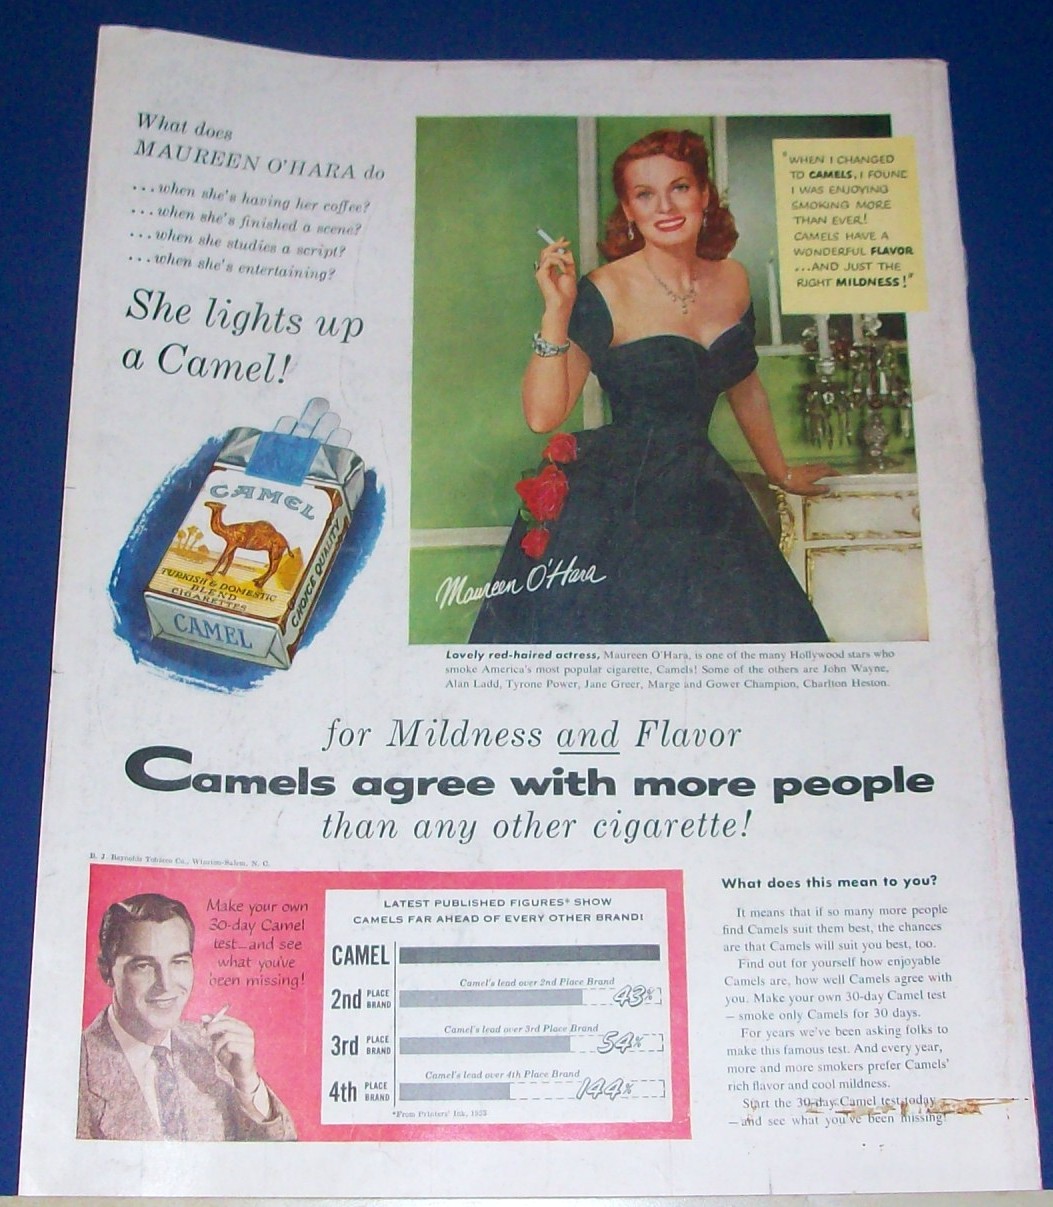 What does
MAUREEN O'HARA do
...when she's having her coffee?
...when she's finished a scene?
...when she studies a script?
...when she's entertaining?
She lights up
a Camel!
"WHEN I CHANGED
TO CAMELS, I FOUND
I WAS ENJOYING
SMOKING MORE
THAN EVER!
CAMELS HAVE A
WONDERFUL FLAVOR
...AND JUST THE
RIGHT MILDNESS!"
CAMEL
TURKISH & DOMESTIC
BLEND
CIGARETTES
CHOICE QUALITY
CAMEL
Maureen O'Hara
Lovely red-haired actress, Maureen O'Hara, is one of the many Hollywood stars who
smoke America's most popular cigarette, Camels! Some of the others are John Wayne,
Alan Ladd, Tyrone Power, Jane Greer, Marge and Gower Champion, Charlton Heston.
for Mildness and Flavor
Camels agree with more people
than any other cigarette!
R. J. Reynolds Tobacco Co., Winston-Salem, N. C.
Make your own
30-day Camel
test—and see
what you've
been missing!
LATEST PUBLISHED FIGURES* SHOW
CAMELS FAR AHEAD OF EVERY OTHER BRAND!
CAMEL
Camel's lead over 2nd Place Brand
2nd PLACE BRAND 43%
Camel's lead over 3rd Place Brand
3rd PLACE BRAND 54%
Camel's lead over 4th Place Brand
4th PLACE BRAND 144%
*From Printers' Ink, 1953
What does this mean to you?
It means that if so many more people
find Camels suit them best, the chances
are that Camels will suit you best, too.
Find out for yourself how enjoyable
Camels are, how well Camels agree with
you. Make your own 30-day Camel test
— smoke only Camels for 30 days.
For years we've been asking folks to
make this famous test. And every year,
more and more smokers prefer Camels'
rich flavor and cool mildness.
Start the 30-day Camel test today
— and see what you've been missing!